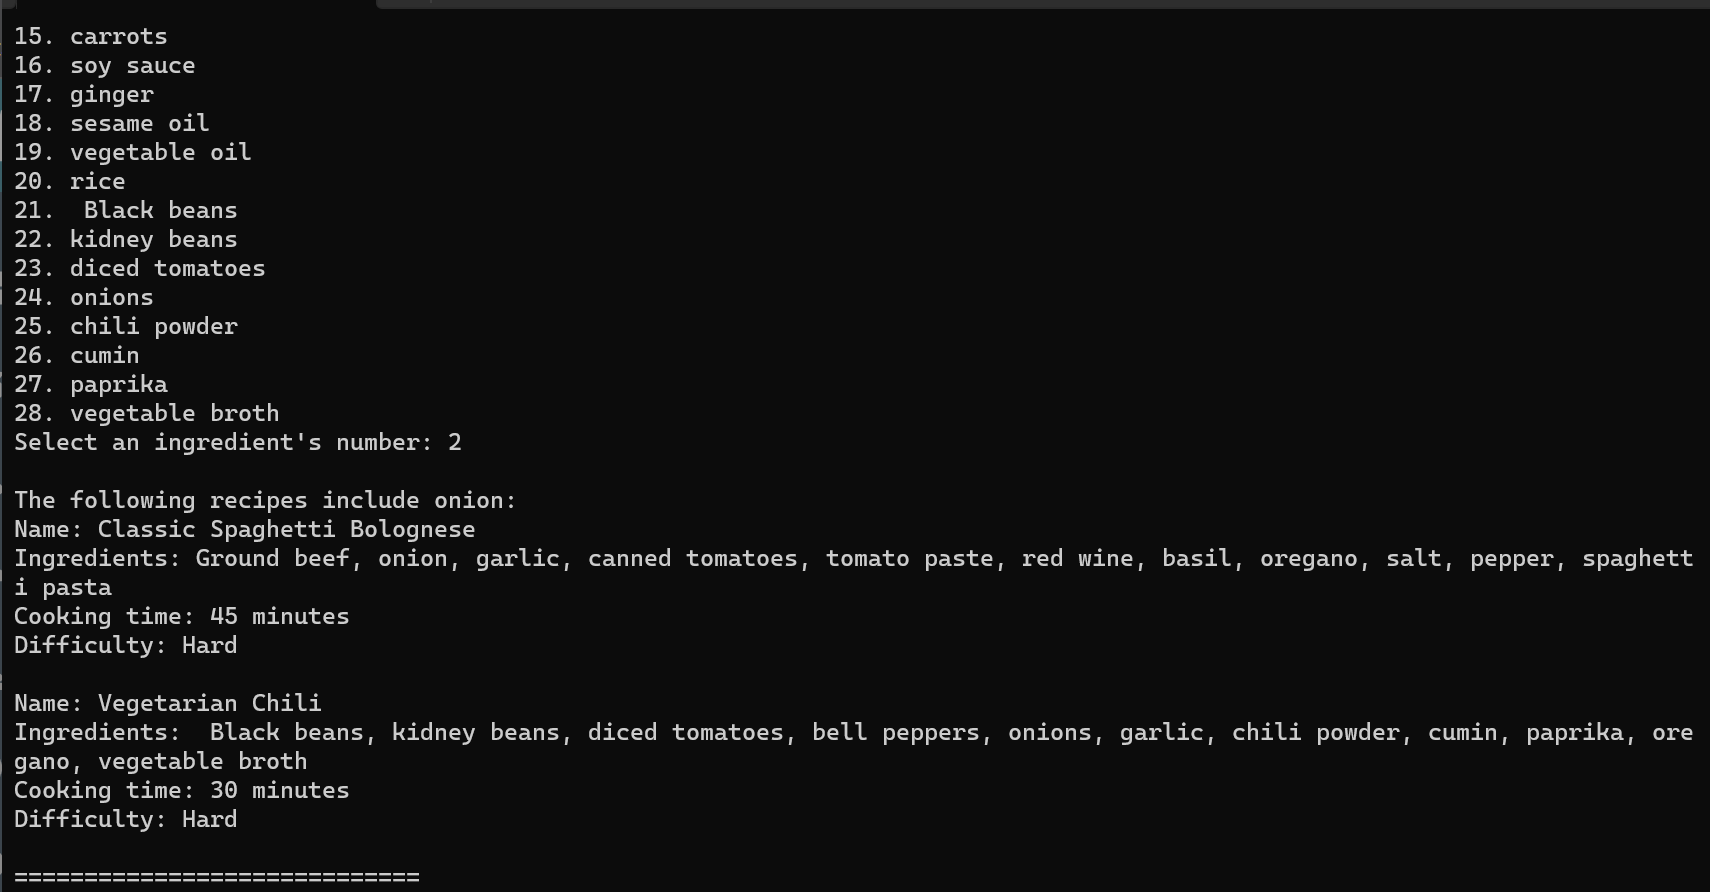 15. carrots
16. soy sauce
17. ginger
18. sesame oil
19. vegetable oil
20. rice
21.  Black beans
22. kidney beans
23. diced tomatoes
24. onions
25. chili powder
26. cumin
27. paprika
28. vegetable broth
Select an ingredient's number: 2

The following recipes include onion:
Name: Classic Spaghetti Bolognese
Ingredients: Ground beef, onion, garlic, canned tomatoes, tomato paste, red wine, basil, oregano, salt, pepper, spaghett
i pasta
Cooking time: 45 minutes
Difficulty: Hard

Name: Vegetarian Chili
Ingredients:  Black beans, kidney beans, diced tomatoes, bell peppers, onions, garlic, chili powder, cumin, paprika, ore
gano, vegetable broth
Cooking time: 30 minutes
Difficulty: Hard

=============================